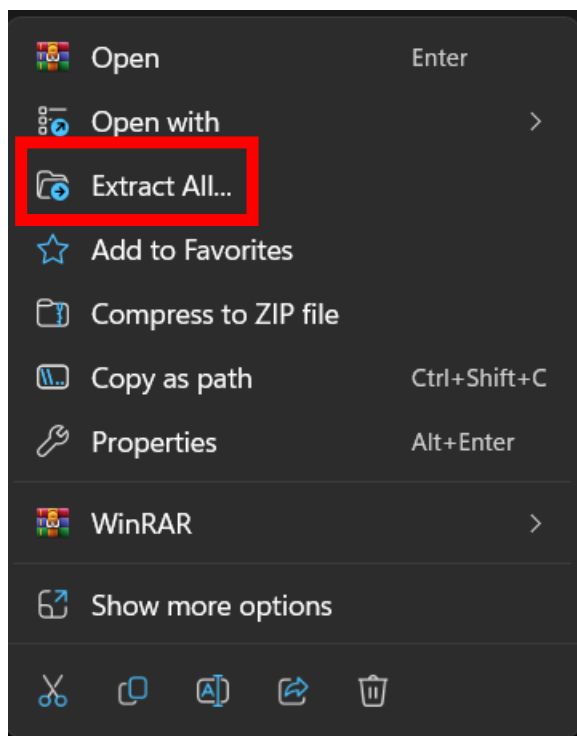 Open Enter
Open with
Extract All...
Add to Favorites
Compress to ZIP file
Copy as path Ctrl+Shift+C
Properties Alt+Enter
WinRAR
Show more options